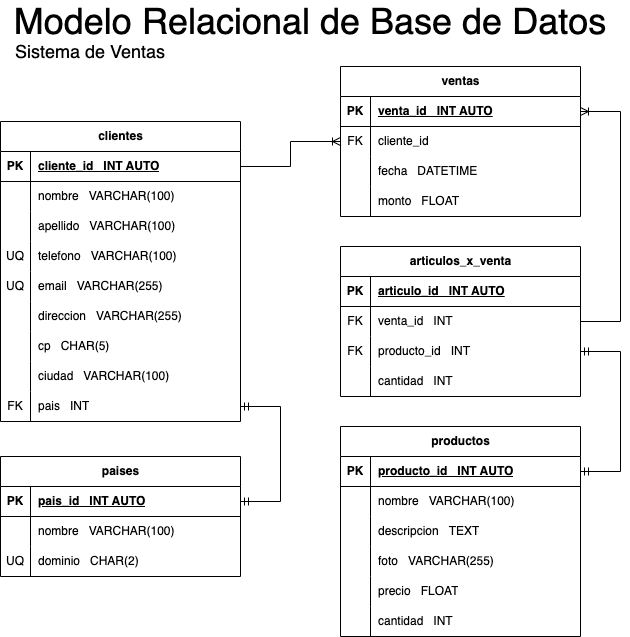 Modelo Relacional de Base de Datos
Sistema de Ventas
clientes
PK cliente_id INT AUTO
nombre VARCHAR(100)
apellido VARCHAR(100)
UQ telefono VARCHAR(100)
UQ email VARCHAR(255)
direccion VARCHAR(255)
cp CHAR(5)
ciudad VARCHAR(100)
FK pais INT
paises
PK pais_id INT AUTO
nombre VARCHAR(100)
UQ dominio CHAR(2)
ventas
PK venta_id INT AUTO
FK cliente_id
fecha DATETIME
monto FLOAT
articulos_x_venta
PK articulo_id INT AUTO
FK venta_id INT
FK producto_id INT
cantidad INT
productos
PK producto_id INT AUTO
nombre VARCHAR(100)
descripcion TEXT
foto VARCHAR(255)
precio FLOAT
cantidad INT